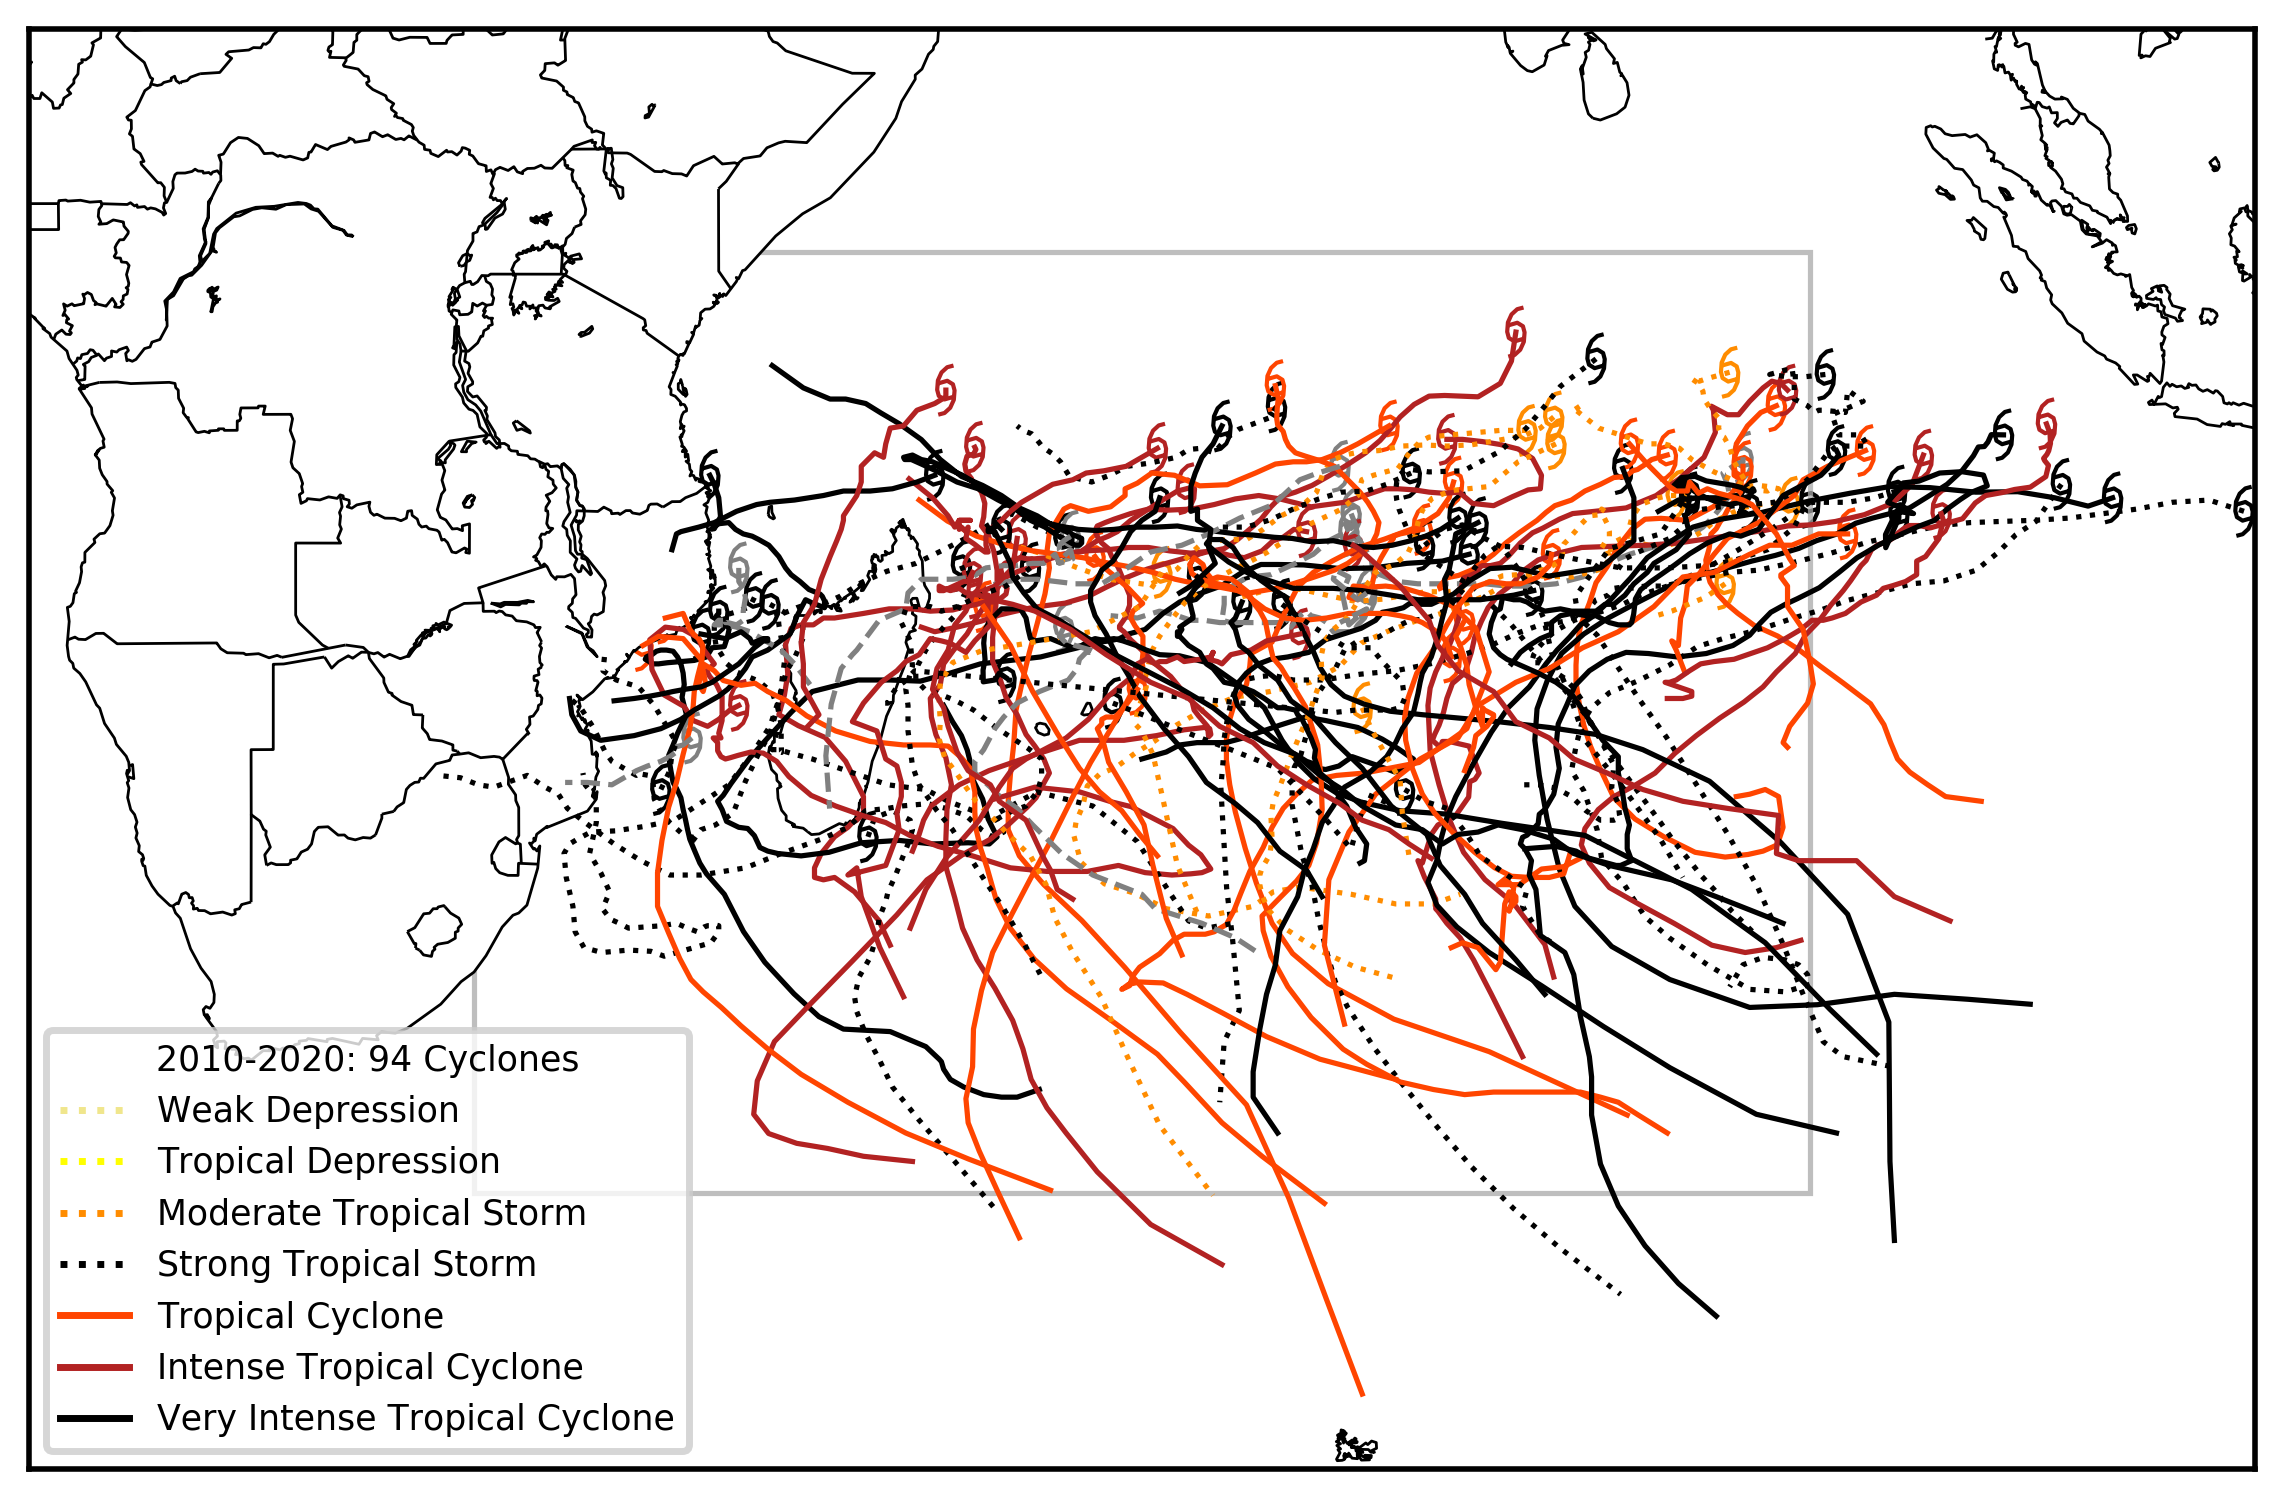 2010-2020: 94 Cyclones
Weak Depression
Tropical Depression
Moderate Tropical Storm
Strong Tropical Storm
Tropical Cyclone
Intense Tropical Cyclone
Very Intense Tropical Cyclone